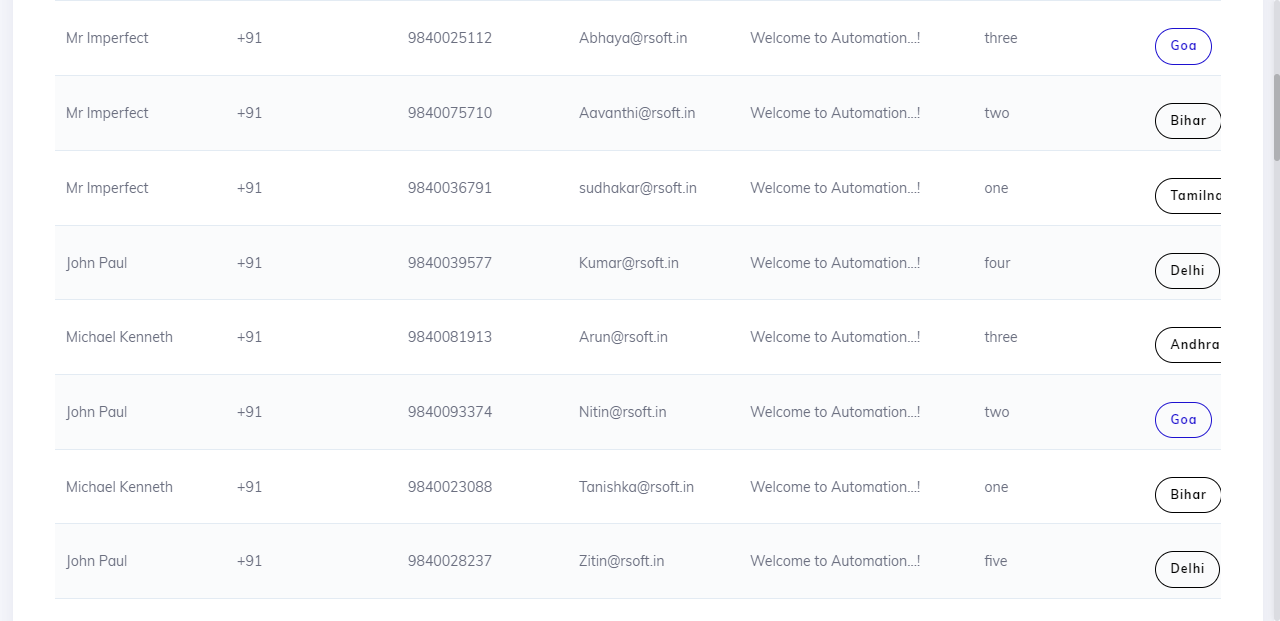 Mr Imperfect +91 9840025112 Abhaya@rsoft.in Welcome to Automation...! three Goa
Mr Imperfect +91 9840075710 Aavanthi@rsoft.in Welcome to Automation...! two Bihar
Mr Imperfect +91 9840036791 sudhakar@rsoft.in Welcome to Automation...! one Tamilna
John Paul +91 9840039577 Kumar@rsoft.in Welcome to Automation...! four Delhi
Michael Kenneth +91 9840081913 Arun@rsoft.in Welcome to Automation...! three Andhra
John Paul +91 9840093374 Nitin@rsoft.in Welcome to Automation...! two Goa
Michael Kenneth +91 9840023088 Tanishka@rsoft.in Welcome to Automation...! one Bihar
John Paul +91 9840028237 Zitin@rsoft.in Welcome to Automation...! five Delhi